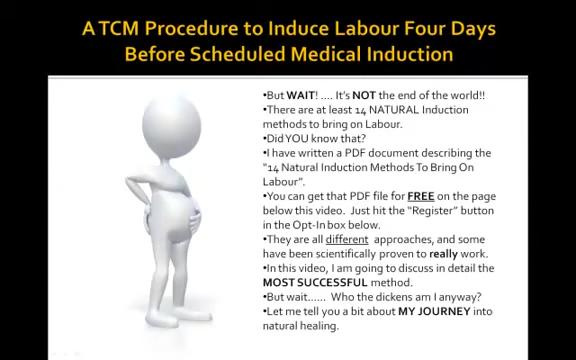 A TCM Procedure to Induce Labour Four Days
Before Scheduled Medical Induction
•But WAIT! .... It's NOT the end of the world!!
•There are at least 14 NATURAL Induction
methods to bring on Labour.
•Did YOU know that?
•I have written a PDF document describing the
"14 Natural Induction Methods To Bring On
Labour".
•You can get that PDF file for FREE on the page
below this video. Just hit the "Register" button
in the Opt-In box below.
•They are all different approaches, and some
have been scientifically proven to really work.
•In this video, I am going to discuss in detail the
MOST SUCCESSFUL method.
•But wait...... Who the dickens am I anyway?
•Let me tell you a bit about MY JOURNEY into
natural healing.